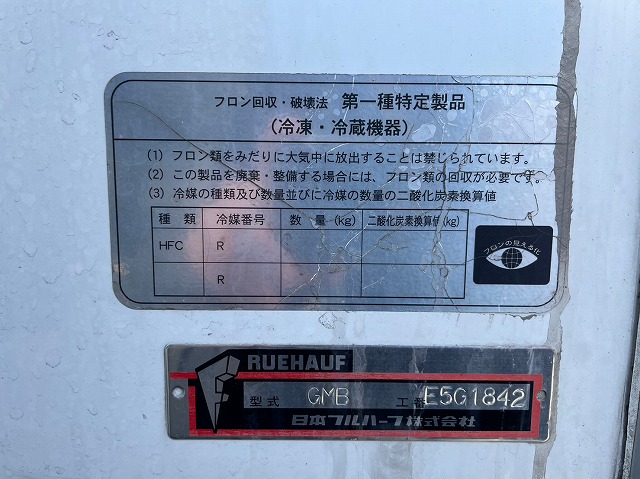 フロン回収・破壊法 第一種特定製品
(冷凍・冷蔵機器)
(1) フロン類をみだりに大気中に放出することは禁じられています。
(2) この製品を廃棄・整備する場合には、フロン類の回収が必要です。
(3) 冷媒の種類及び数量並びに冷媒の数量の二酸化炭素換算値
種類 冷媒番号 数量(kg) 二酸化炭素換算値(kg)
HFC R
R
フロンの見える化
F RUEHAUF
型式 GMB 工番 E5G1842
日本フルハーフ株式会社